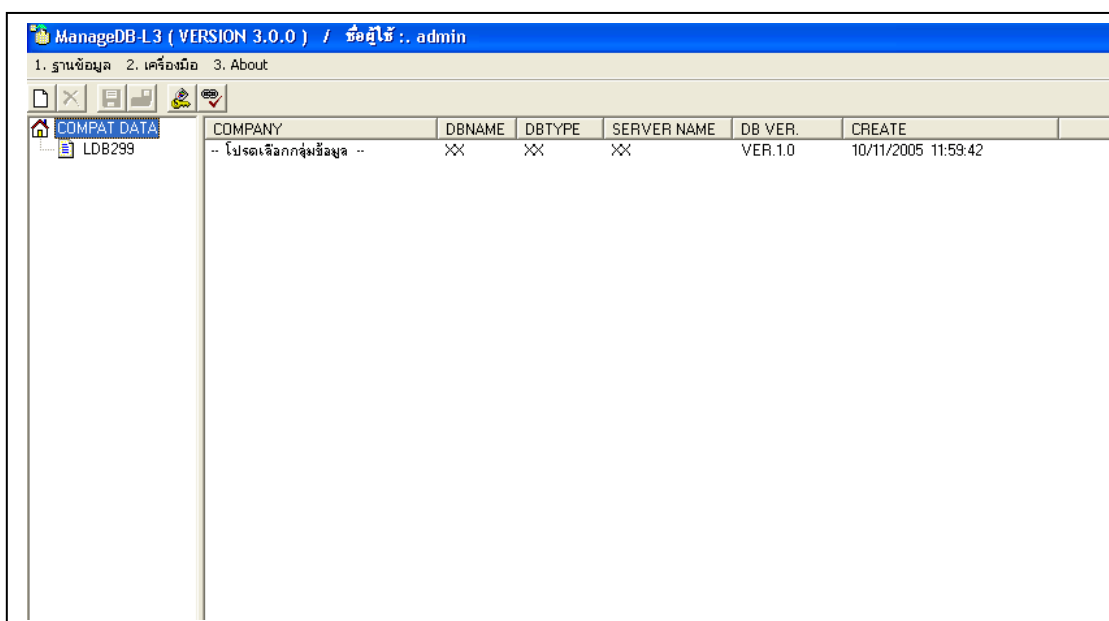 ManageDB-L3 ( VERSION 3.0.0 ) / ชื่อผู้ใช้ :. admin
1. ฐานข้อมูล 2. เครื่องมือ 3. About
COMPAT DATA COMPANY DBNAME DBTYPE SERVER NAME DB VER. CREATE
LDB299 -- โปรดเลือกกลุ่มข้อมูล -- XX XX XX VER.1.0 10/11/2005 11:59:42